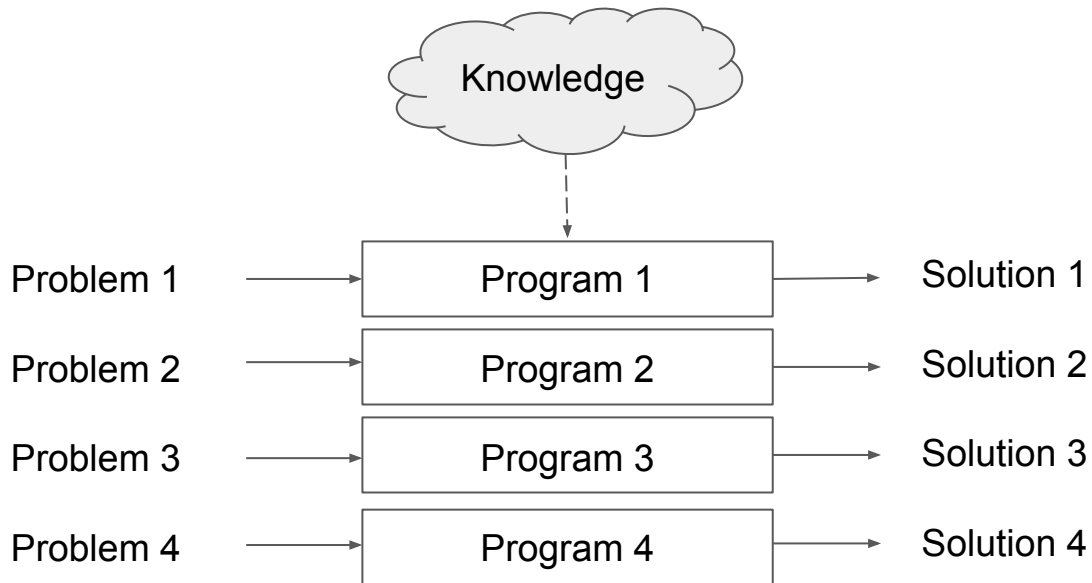 Knowledge
Problem 1 Program 1 Solution 1
Problem 2 Program 2 Solution 2
Problem 3 Program 3 Solution 3
Problem 4 Program 4 Solution 4